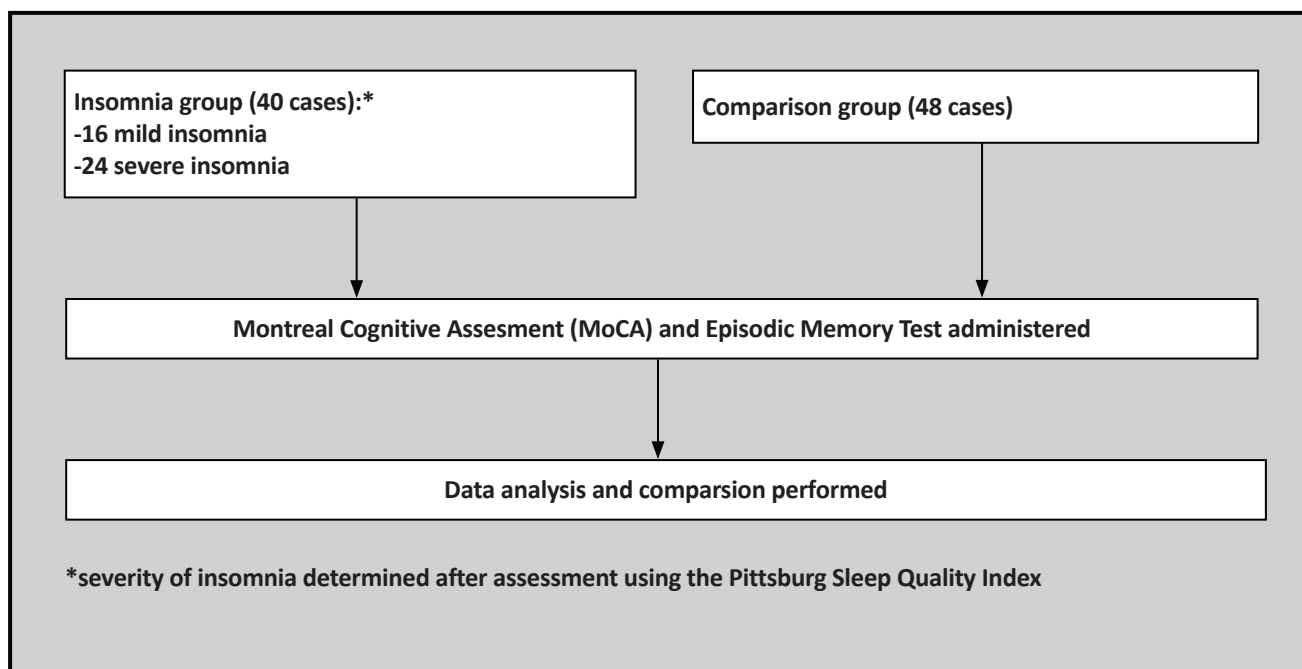 Insomnia group (40 cases):*
-16 mild insomnia
-24 severe insomnia
Comparison group (48 cases)
Montreal Cognitive Assesment (MoCA) and Episodic Memory Test administered
Data analysis and comparsion performed
*severity of insomnia determined after assessment using the Pittsburg Sleep Quality Index